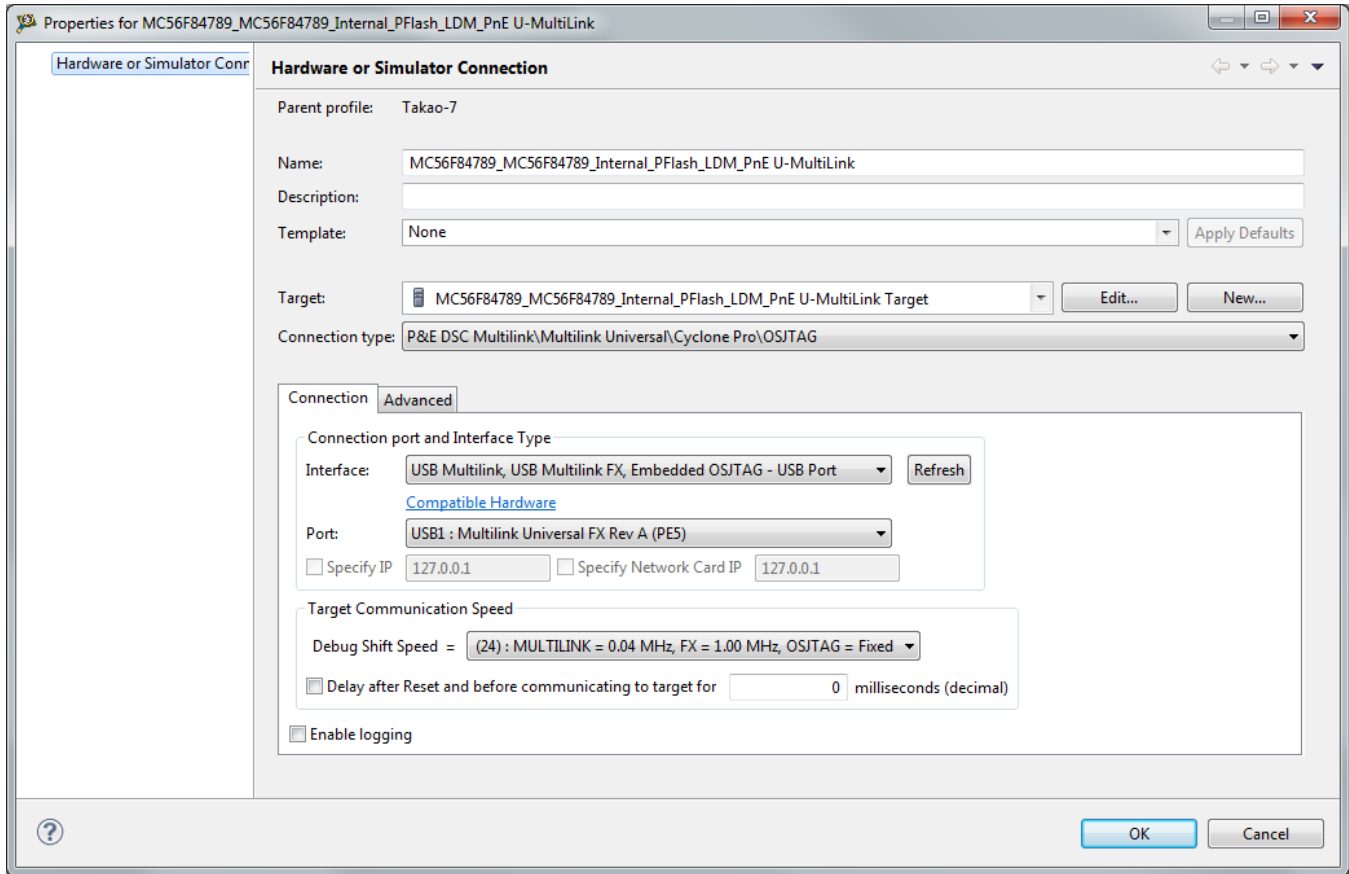 Properties for MC56F84789_MC56F84789_Internal_PFlash_LDM_PnE U-MultiLink
Hardware or Simulator Conr
Hardware or Simulator Connection
Parent profile: Takao-7
Name: MC56F84789_MC56F84789_Internal_PFlash_LDM_PnE U-MultiLink
Description:
Template: None Apply Defaults
Target: MC56F84789_MC56F84789_Internal_PFlash_LDM_PnE U-MultiLink Target Edit... New...
Connection type: P&E DSC Multilink\Multilink Universal\Cyclone Pro\OSJTAG
Connection Advanced
Connection port and Interface Type
Interface: USB Multilink, USB Multilink FX, Embedded OSJTAG - USB Port Refresh
Compatible Hardware
Port: USB1 : Multilink Universal FX Rev A (PE5)
Specify IP 127.0.0.1 Specify Network Card IP 127.0.0.1
Target Communication Speed
Debug Shift Speed = (24) : MULTILINK = 0.04 MHz, FX = 1.00 MHz, OSJTAG = Fixed
Delay after Reset and before communicating to target for 0 milliseconds (decimal)
Enable logging
OK Cancel